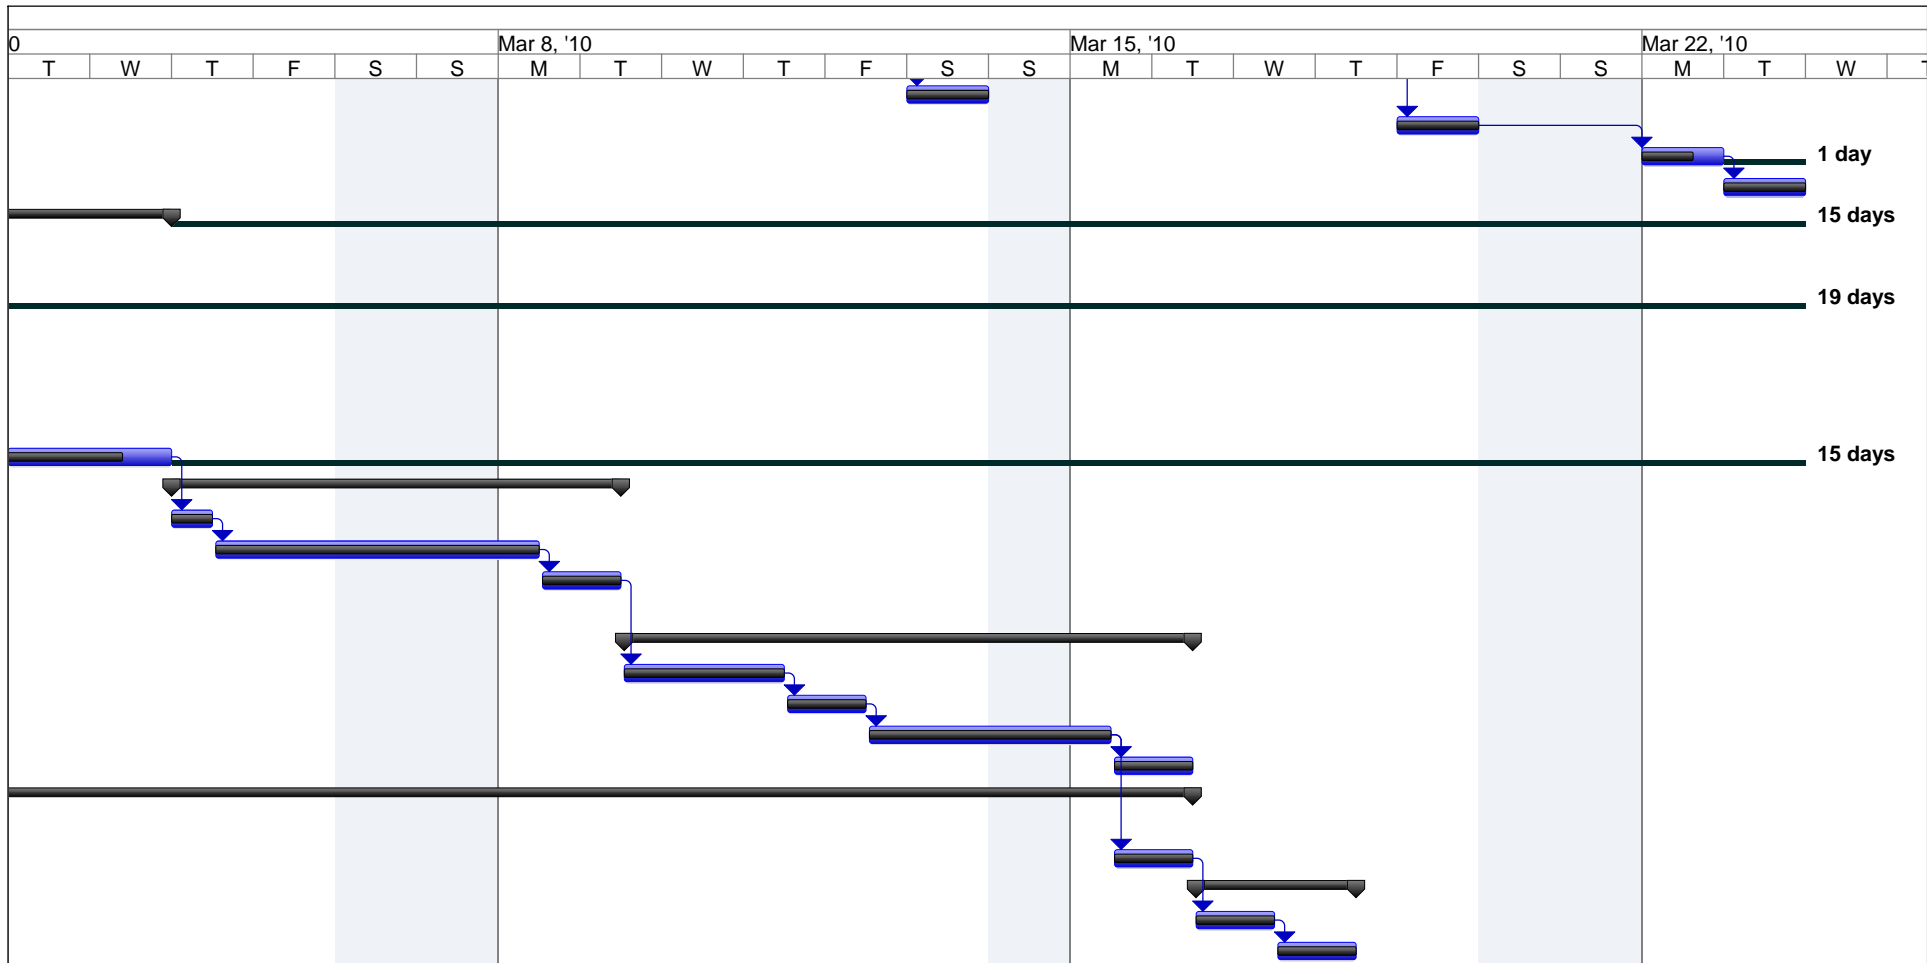 0 Mar 8, '10 Mar 15, '10 Mar 22, '10
T W T F S S M T W T F S S M T W T F S S M T W T
1 day
15 days
19 days
15 days